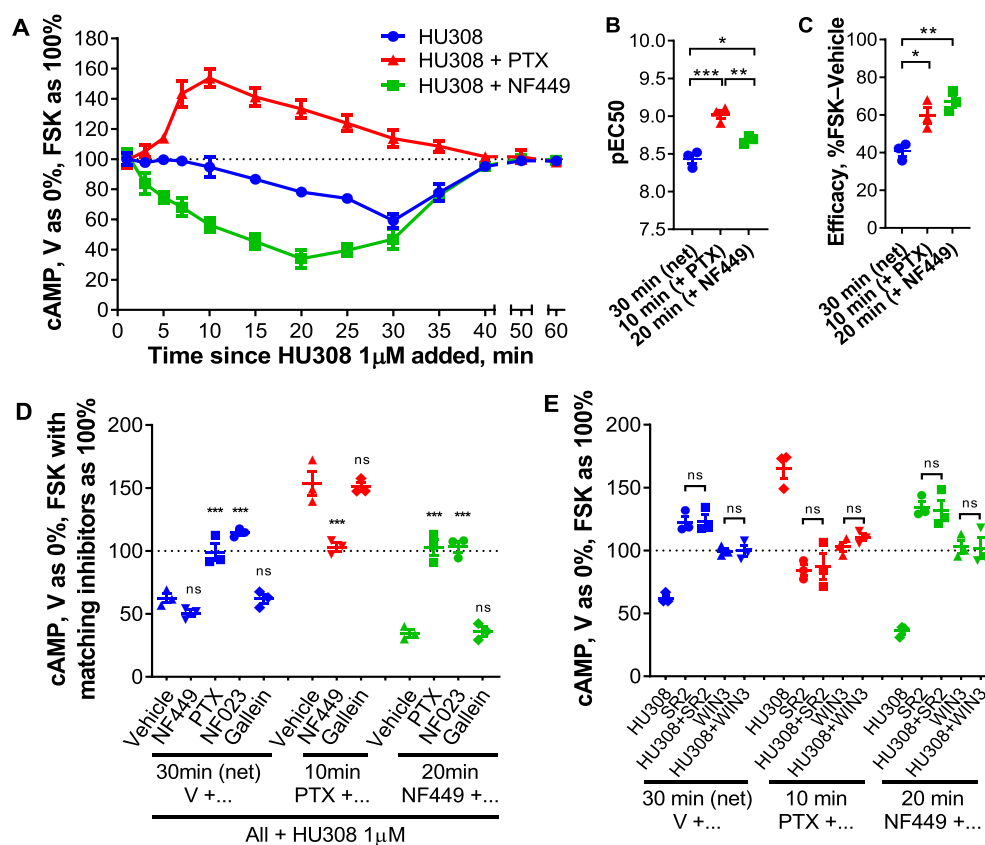 A
cAMP, V as 0%, FSK as 100%
180
160
140
120
100
80
60
40
20
0
0 5 10 15 20 25 30 35 40 50 60
Time since HU308 1μM added, min
HU308
HU308 + PTX
HU308 + NF449
B
pEC50
10.0
9.5
9.0
8.5
8.0
7.5
*
*** **
30 min (net)
10 min (+ PTX)
20 min (+ NF449)
C
Efficacy, %FSK–Vehicle
100
80
60
40
20
0
**
*
30 min (net)
10 min (+ PTX)
20 min (+ NF449)
D
cAMP, V as 0%, FSK with
matching inhibitors as 100%
200
150
100
50
0
ns *** *** ns
*** ns
*** *** ns
Vehicle
NF449
PTX
NF023
Gallein
Vehicle
NF449
Gallein
Vehicle
PTX
NF023
Gallein
30min (net)
V +...
10min
PTX +...
20min
NF449 +...
All + HU308 1μM
E
cAMP, V as 0%, FSK as 100%
200
150
100
50
0
ns ns
ns ns
ns ns
HU308
SR2
HU308+SR2
WIN3
HU308+WIN3
HU308
SR2
HU308+SR2
WIN3
HU308+WIN3
HU308
SR2
HU308+SR2
WIN3
HU308+WIN3
30 min (net)
V +...
10 min
PTX +...
20 min
NF449 +...